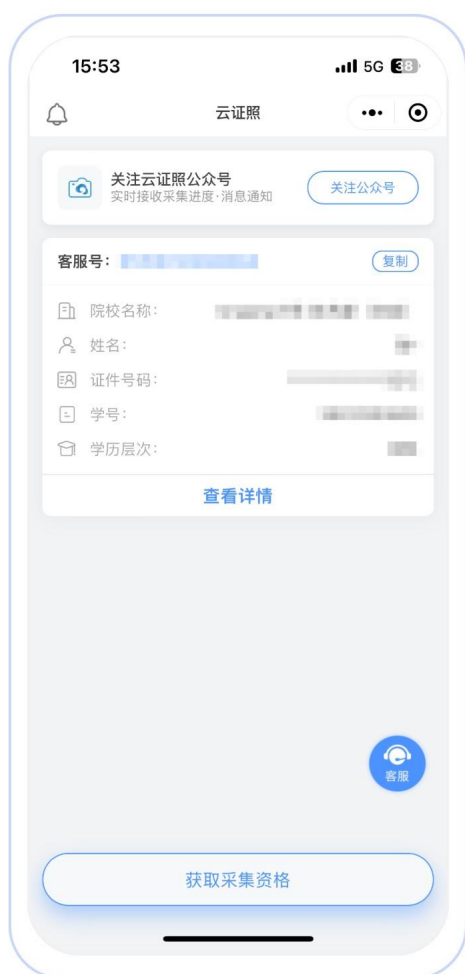 15:53 5G 38
云证照
关注云证照公众号
实时接收采集进度·消息通知
关注公众号
客服号：
复制
院校名称：
姓名：
证件号码：
学号：
学历层次：
查看详情
客服
获取采集资格